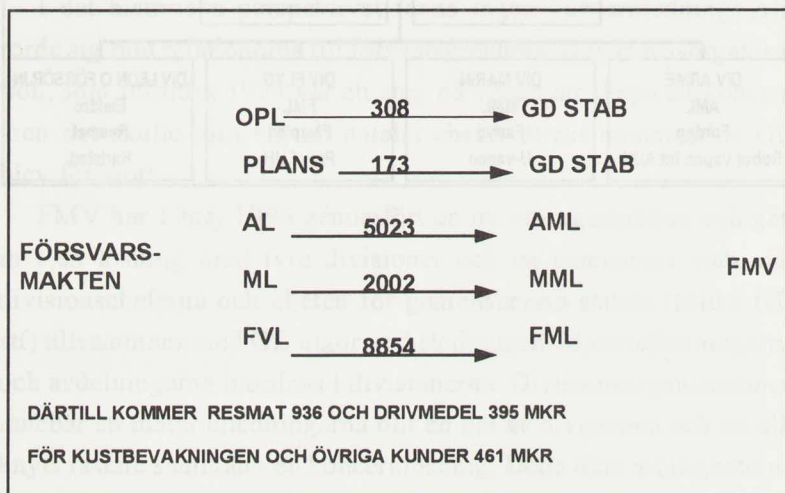 OPL 308 GD STAB
PLANS 173 GD STAB
AL 5023 AML
FÖRSVARS-
MAKTEN
ML 2002 MML
FMV
FVL 8854 FML
DÄRTILL KOMMER RESMAT 936 OCH DRIVMEDEL 395 MKR
FÖR KUSTBEVAKNINGEN OCH ÖVRIGA KUNDER 461 MKR